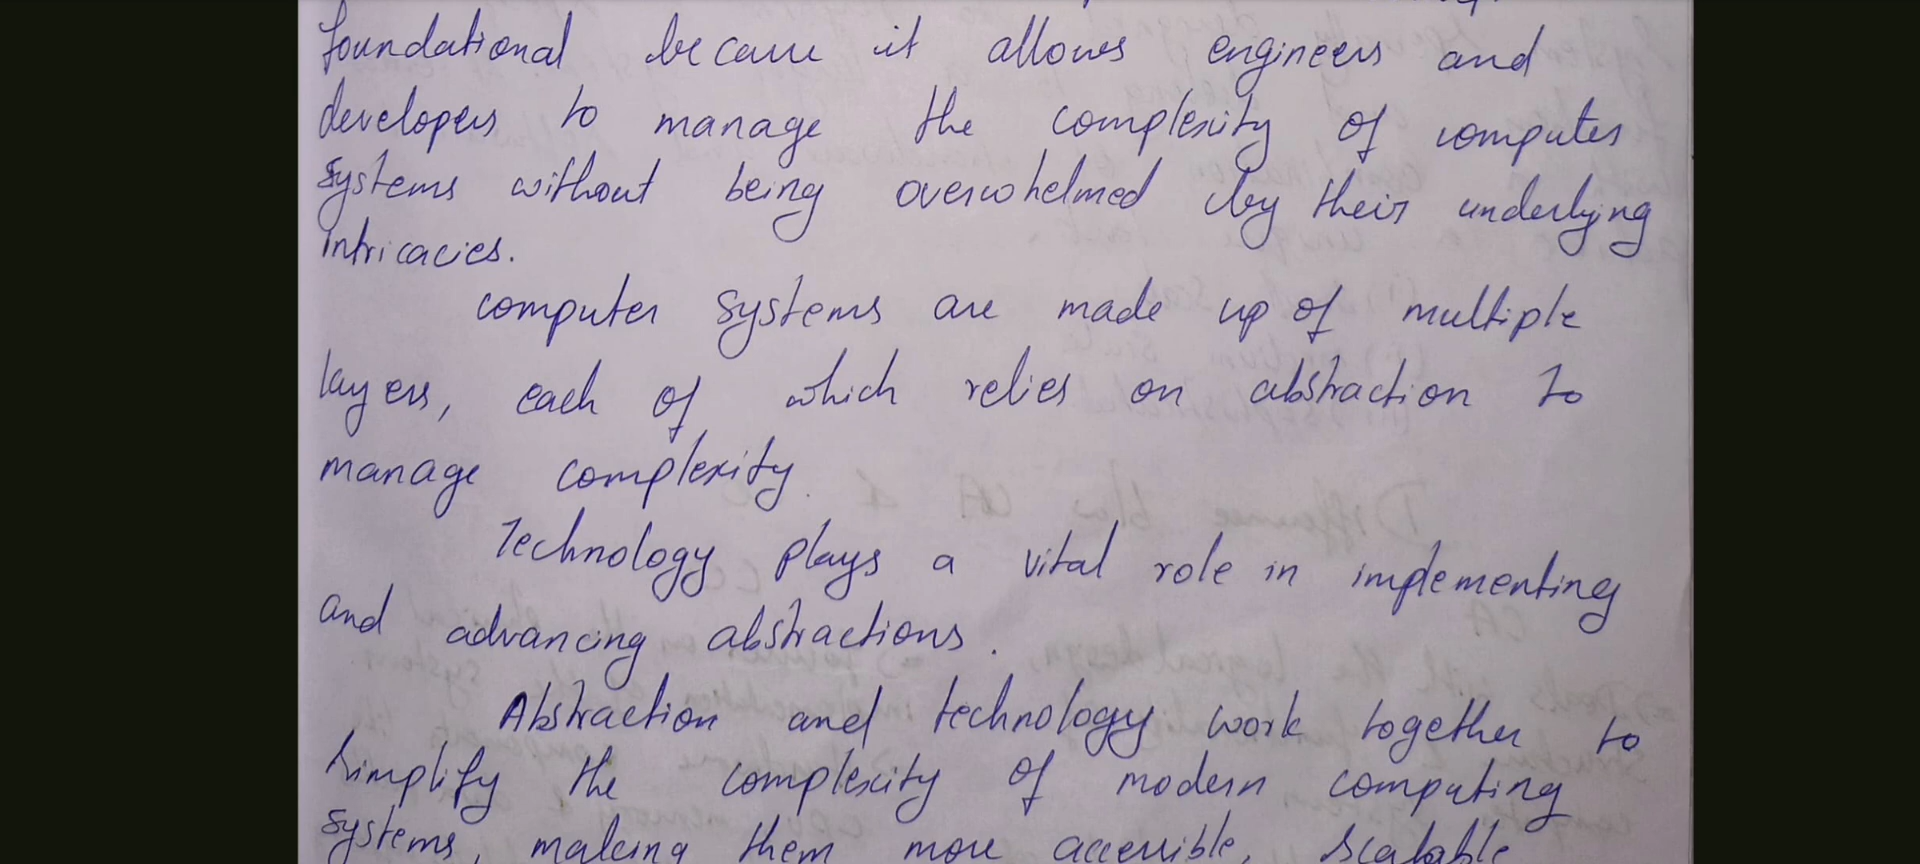 foundational because it allows engineers and
developers to manage the complexity of computer
systems without being overwhelmed by their underlying
intricacies.
computer systems are made up of multiple
layers, each of which relies on abstraction to
manage complexity.
Technology plays a vital role in implementing
and advancing abstractions.
Abstraction and technology work together to
simplify the complexity of modern computing
systems, making them more accessible, scalable